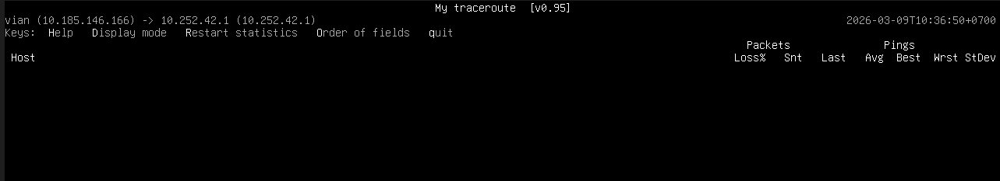 My traceroute  [v0.95]
vian (10.185.146.166) -> 10.252.42.1 (10.252.42.1)  2026-03-09T10:36:50+0700
Keys:  Help   Display mode   Restart statistics   Order of fields   quit
Packets  Pings
Host  Loss%  Snt  Last  Avg  Best  Wrst StDev